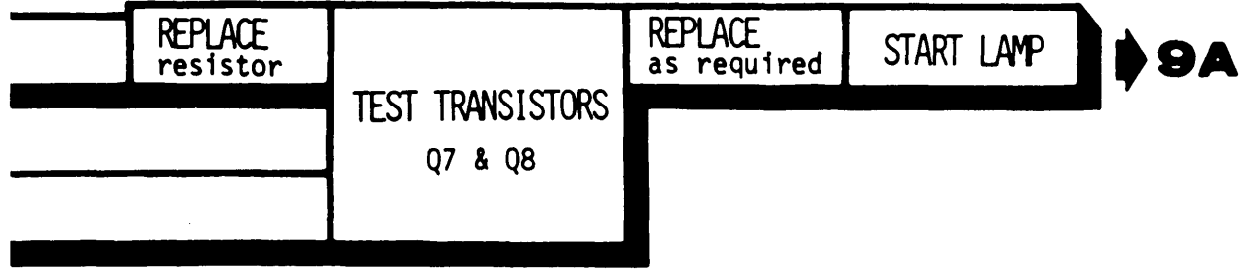 REPLACE
resistor
TEST TRANSISTORS
Q7 & Q8
REPLACE
as required
START LAMP
9A